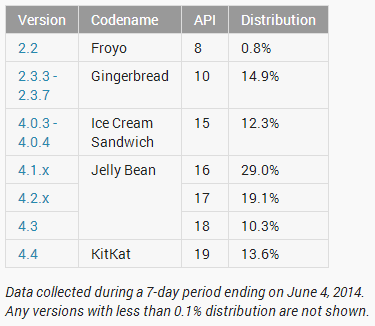 Version Codename API Distribution
2.2 Froyo 8 0.8%
2.3.3 - Gingerbread 10 14.9%
2.3.7
4.0.3 - Ice Cream 15 12.3%
4.0.4 Sandwich
4.1.x Jelly Bean 16 29.0%
4.2.x 17 19.1%
4.3 18 10.3%
4.4 KitKat 19 13.6%
Data collected during a 7-day period ending on June 4, 2014.
Any versions with less than 0.1% distribution are not shown.